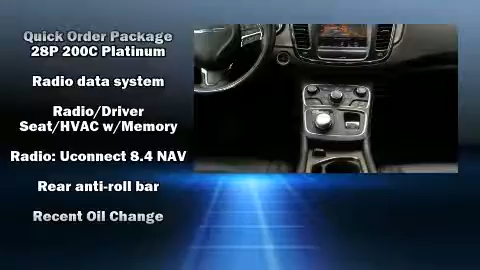 Quick Order Package
28P 200C Platinum
Radio data system
Radio/Driver
Seat/HVAC w/Memory
Radio: Uconnect 8.4 NAV
Rear anti-roll bar
Recent Oil Change